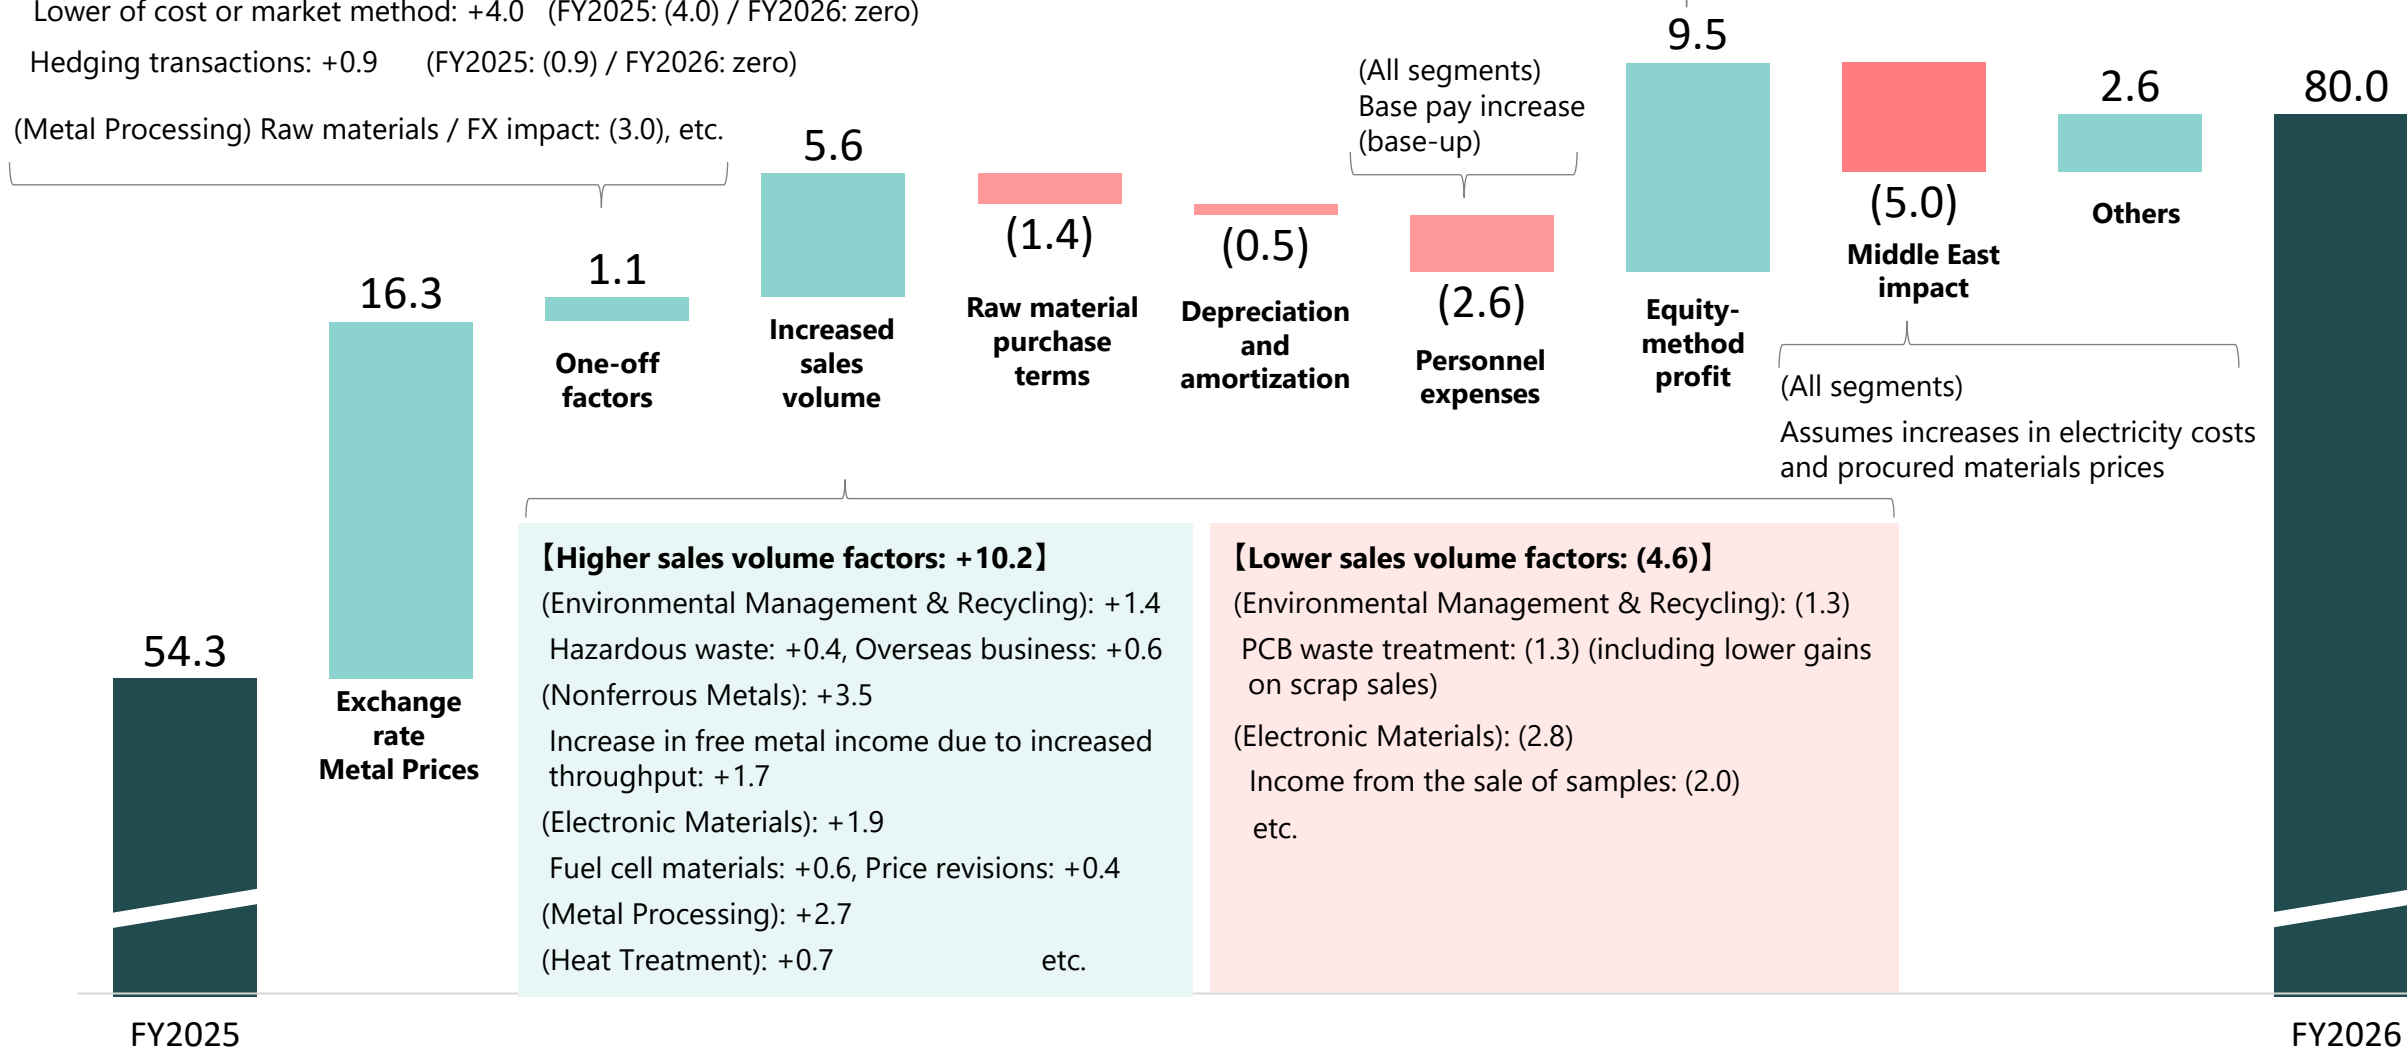 Lower of cost or market method: +4.0 (FY2025: (4.0) / FY2026: zero)
Hedging transactions: +0.9 (FY2025: (0.9) / FY2026: zero)
(Metal Processing) Raw materials / FX impact: (3.0), etc.
54.3
16.3
Exchange
rate
Metal Prices
1.1
One-off
factors
5.6
Increased
sales
volume
(1.4)
Raw material
purchase
terms
(0.5)
Depreciation
and
amortization
(All segments)
Base pay increase
(base-up)
(2.6)
Personnel
expenses
9.5
Equity-
method
profit
(5.0)
Middle East
impact
(All segments)
Assumes increases in electricity costs
and procured materials prices
2.6
Others
80.0
【Higher sales volume factors: +10.2】
(Environmental Management & Recycling): +1.4
Hazardous waste: +0.4, Overseas business: +0.6
(Nonferrous Metals): +3.5
Increase in free metal income due to increased
throughput: +1.7
(Electronic Materials): +1.9
Fuel cell materials: +0.6, Price revisions: +0.4
(Metal Processing): +2.7
(Heat Treatment): +0.7 etc.
【Lower sales volume factors: (4.6)】
(Environmental Management & Recycling): (1.3)
PCB waste treatment: (1.3) (including lower gains
on scrap sales)
(Electronic Materials): (2.8)
Income from the sale of samples: (2.0)
etc.
FY2025
FY2026